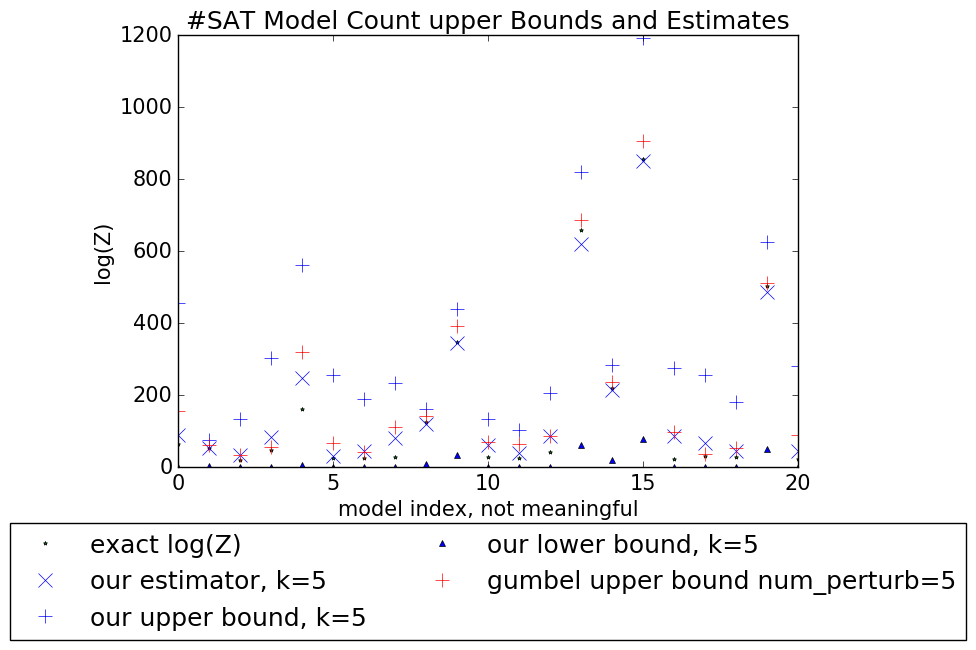 #SAT Model Count upper Bounds and Estimates
1200
1000
800
600
400
200
0
log(Z)
0 5 10 15 20
model index, not meaningful
exact log(Z)
our estimator, k=5
our upper bound, k=5
our lower bound, k=5
gumbel upper bound num_perturb=5